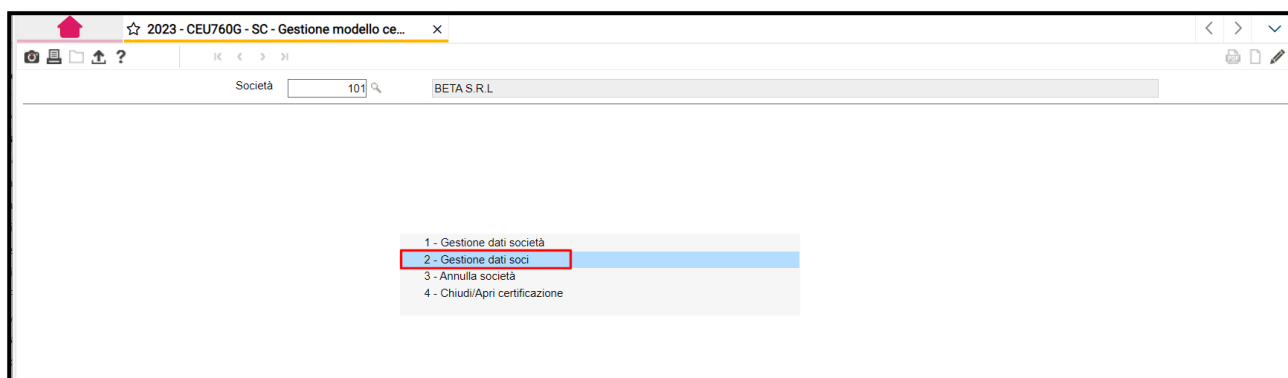 2023 - CEU760G - SC - Gestione modello ce...
Società 101 BETA S.R.L
1 - Gestione dati società
2 - Gestione dati soci
3 - Annulla società
4 - Chiudi/Apri certificazione